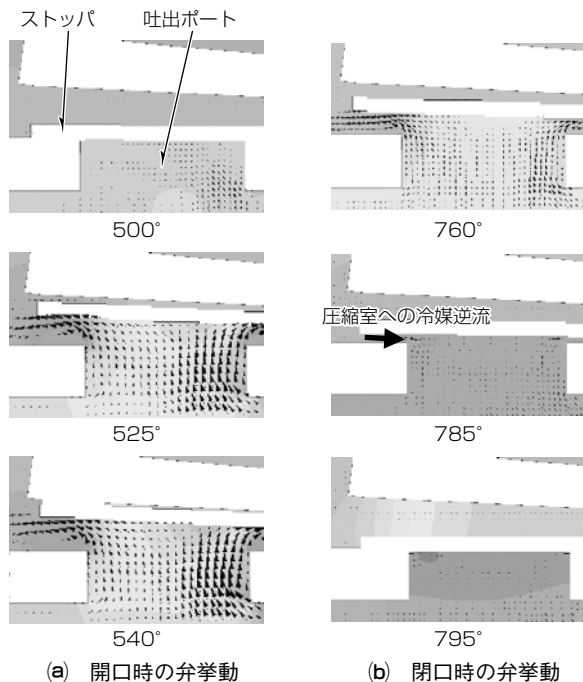 ストッパ 吐出ポート
500°
525°
540°
(a) 開口時の弁挙動
760°
圧縮室への冷媒逆流
785°
795°
(b) 閉口時の弁挙動